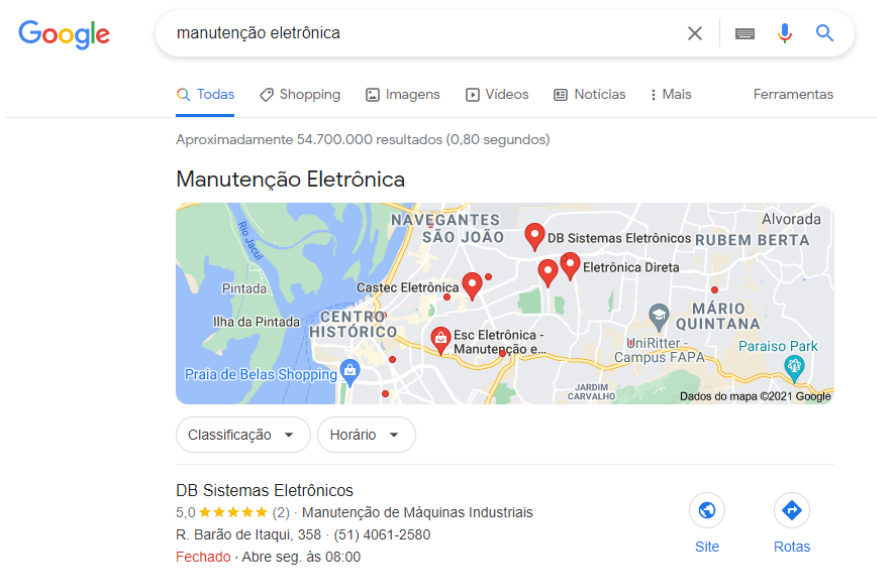 Google
manutenção eletrônica
Todas
Shopping
Imagens
Vídeos
Notícias
Mais
Ferramentas
Aproximadamente 54.700.000 resultados (0,80 segundos)
Manutenção Eletrônica
NAVEGANTES
SÃO JOÃO
Alvorada
DB Sistemas Eletrônicos
RUBEM BERTA
Rio Jacuí
Eletrônica Direta
Pintada
Castec Eletrônica
Ilha da Pintada
CENTRO
HISTÓRICO
MÁRIO
QUINTANA
Esc Eletrônica -
Manutenção e...
UniRitter -
pus FAPA
Paraiso Park
Praia de Belas Shopping
JARDIM
CARVALHO
Dados do mapa ©2021 Google
Classificação
Horário
DB Sistemas Eletrônicos
5,0 ★★★★★ (2) · Manutenção de Máquinas Industriais
R. Barão de Itaqui, 358 · (51) 4061-2580
Fechado · Abre seg. às 08:00
Site
Rotas